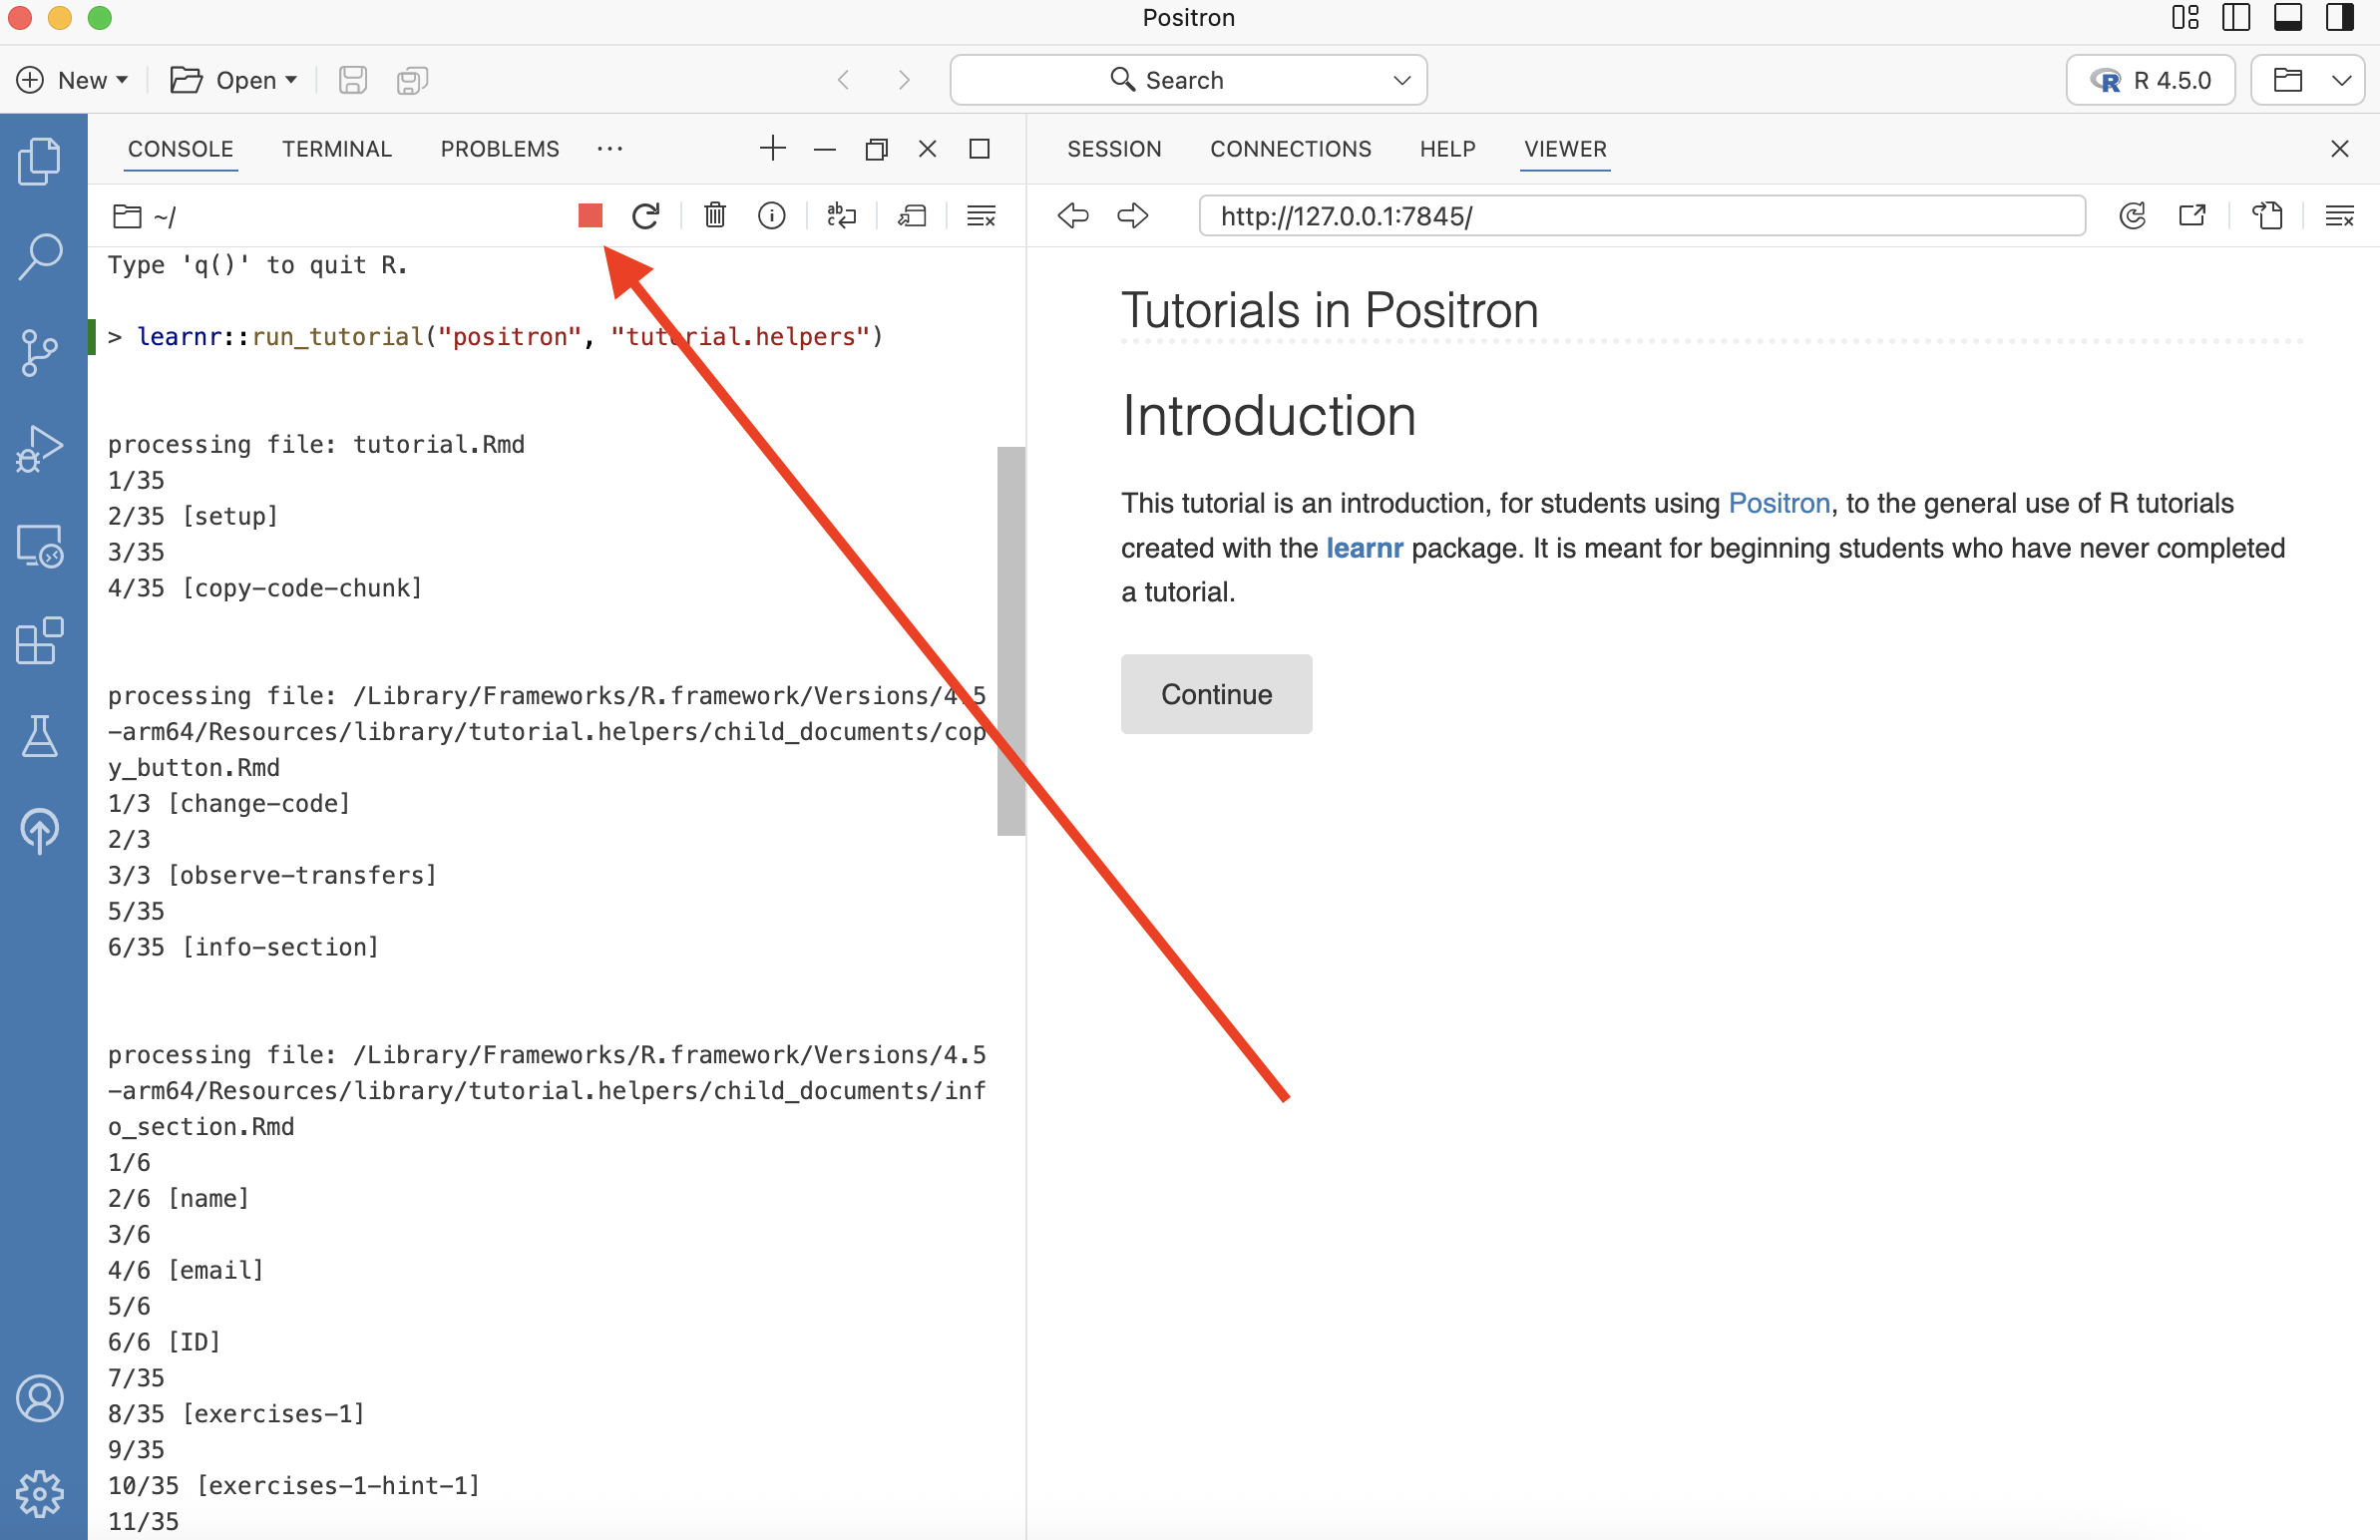 Positron
New
Open
Search
R 4.5.0
CONSOLE
TERMINAL
PROBLEMS
SESSION
CONNECTIONS
HELP
VIEWER
~/
http://127.0.0.1:7845/
Type 'q()' to quit R.
> learnr::run_tutorial("positron", "tutorial.helpers")
processing file: tutorial.Rmd
1/35
2/35 [setup]
3/35
4/35 [copy-code-chunk]
processing file: /Library/Frameworks/R.framework/Versions/4.5
-arm64/Resources/library/tutorial.helpers/child_documents/cop
y_button.Rmd
1/3 [change-code]
2/3
3/3 [observe-transfers]
5/35
6/35 [info-section]
processing file: /Library/Frameworks/R.framework/Versions/4.5
-arm64/Resources/library/tutorial.helpers/child_documents/inf
o_section.Rmd
1/6
2/6 [name]
3/6
4/6 [email]
5/6
6/6 [ID]
7/35
8/35 [exercises-1]
9/35
10/35 [exercises-1-hint-1]
11/35
Tutorials in Positron
Introduction
This tutorial is an introduction, for students using Positron, to the general use of R tutorials
created with the learnr package. It is meant for beginning students who have never completed
a tutorial.
Continue